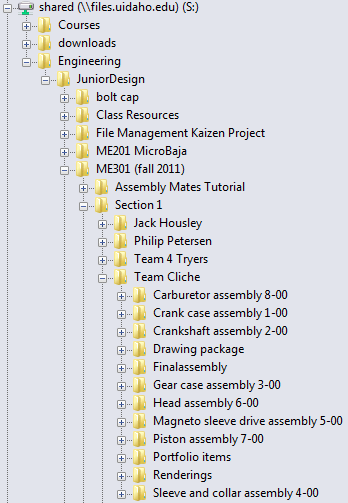 shared (\\files.uidaho.edu) (S:)
Courses
downloads
Engineering
JuniorDesign
bolt cap
Class Resources
File Management Kaizen Project
ME201 MicroBaja
ME301 (fall 2011)
Assembly Mates Tutorial
Section 1
Jack Housley
Philip Petersen
Team 4 Tryers
Team Cliche
Carburetor assembly 8-00
Crank case assembly 1-00
Crankshaft assembly 2-00
Drawing package
Finalassembly
Gear case assembly 3-00
Head assembly 6-00
Magneto sleeve drive assembly 5-00
Piston assembly 7-00
Portfolio items
Renderings
Sleeve and collar assembly 4-00